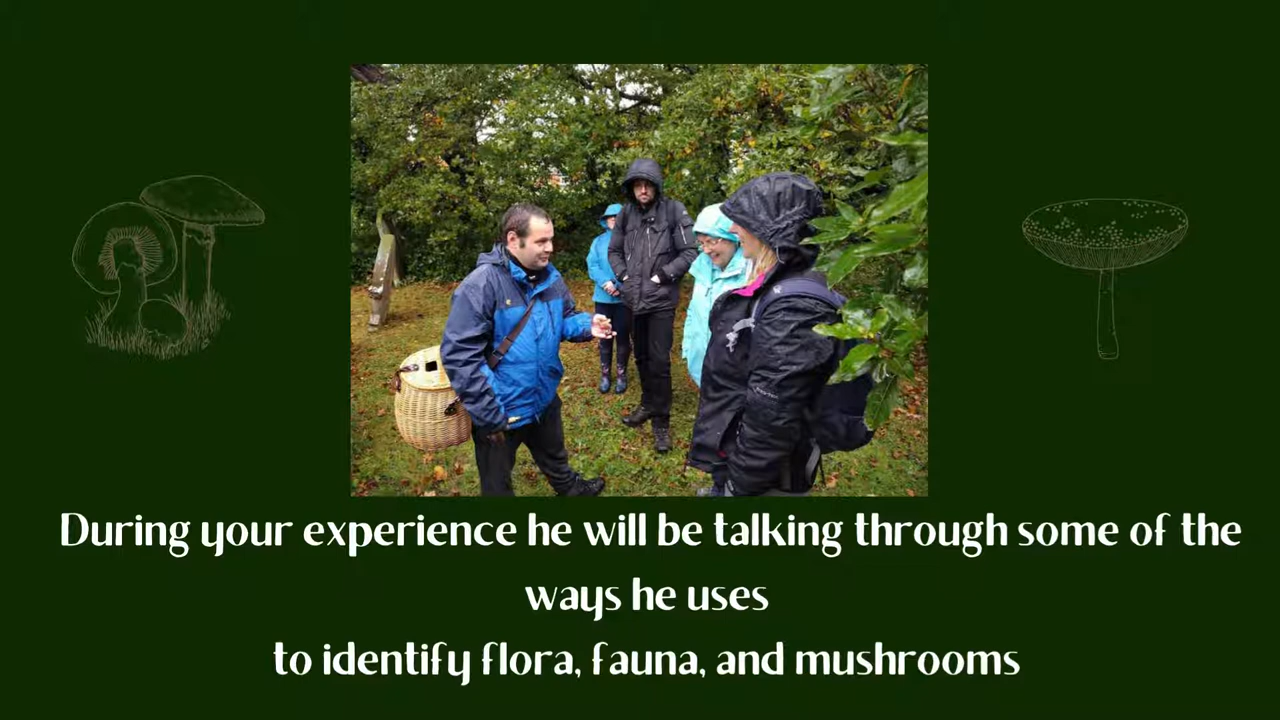 During your experience he will be talking through some of the
ways he uses
to identify flora, fauna, and mushrooms